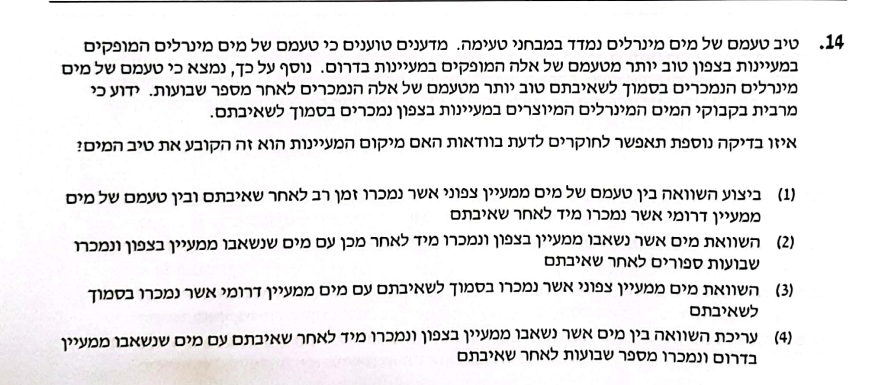 14. טיב טעמם של מים מינרלים נמדד במבחני טעימה. מדענים טוענים כי טעמם של מים מינרלים המופקים
במעיינות בצפון טוב יותר מטעמם של אלה המופקים במעיינות בדרום. נוסף על כך, נמצא כי טעמם של מים
מינרלים הנמכרים בסמוך לשאיבתם טוב יותר מטעמם של אלה הנמכרים לאחר מספר שבועות. ידוע כי
מרבית בקבוקי המים המינרלים המיוצרים במעיינות בצפון נמכרים בסמוך לשאיבתם.
איזו בדיקה נוספת תאפשר לחוקרים לדעת בוודאות האם מיקום המעיינות הוא זה הקובע את טיב המים?
(1) ביצוע השוואה בין טעמם של מים ממעיין צפוני אשר נמכרו זמן רב לאחר שאיבתם ובין טעמם של מים
ממעיין דרומי אשר נמכרו מיד לאחר שאיבתם
(2) השוואת מים אשר נשאבו ממעיין בצפון ונמכרו מיד לאחר מכן עם מים שנשאבו ממעיין בצפון ונמכרו
שבועות ספורים לאחר שאיבתם
(3) השוואת מים ממעיין צפוני אשר נמכרו בסמוך לשאיבתם עם מים ממעיין דרומי אשר נמכרו בסמוך
לשאיבתם
(4) עריכת השוואה בין מים אשר נשאבו ממעיין בצפון ונמכרו מיד לאחר שאיבתם עם מים שנשאבו ממעיין
בדרום ונמכרו מספר שבועות לאחר שאיבתם